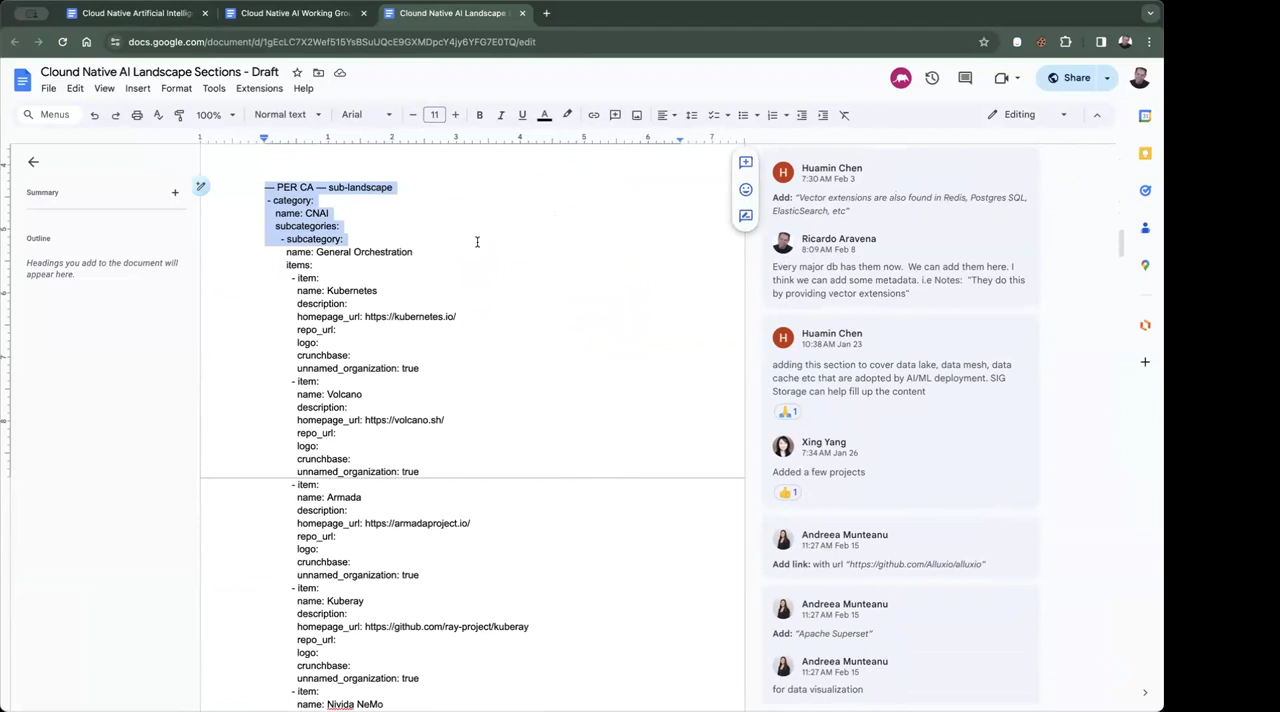 Cloud Native Artificial Intellig
Cloud Native AI Working Gro
Clound Native AI Landscape
docs.google.com/document/d/1gEcLC7X2Wef515YsBSuUQcE9GXMDpcY4jy6YFG7E0TQ/edit
Clound Native AI Landscape Sections - Draft
Share
File Edit View Insert Format Tools Extensions Help
Menus 100% Normal text Arial 11 Editing
1 1 2 3 4 5 6 7
Summary
Outline
Headings you add to the document will
appear here.
— PER CA — sub-landscape
- category:
name: CNAI
subcategories:
- subcategory:
name: General Orchestration
items:
- item:
name: Kubernetes
description:
homepage_url: https://kubernetes.io/
repo_url:
logo:
crunchbase:
unnamed_organization: true
- item:
name: Volcano
description:
homepage_url: https://volcano.sh/
repo_url:
logo:
crunchbase:
unnamed_organization: true
- item:
name: Armada
description:
homepage_url: https://armadaproject.io/
repo_url:
logo:
crunchbase:
unnamed_organization: true
- item:
name: Kuberay
description:
homepage_url: https://github.com/ray-project/kuberay
repo_url:
logo:
crunchbase:
unnamed_organization: true
- item:
name: Nivida NeMo
H
Huamin Chen
7:30 AM Feb 3
Add: "Vector extensions are also found in Redis, Postgres SQL,
ElasticSearch, etc"
Ricardo Aravena
8:09 AM Feb 8
Every major db has them now. We can add them here. I
think we can add some metadata. i.e Notes: "They do this
by providing vector extensions"
H
Huamin Chen
10:38 AM Jan 23
adding this section to cover data lake, data mesh, data
cache etc that are adopted by AI/ML deployment. SIG
Storage can help fill up the content
1
Xing Yang
7:34 AM Jan 26
Added a few projects
1
Andreea Munteanu
11:27 AM Feb 15
Add link: with url "https://github.com/Alluxio/alluxio"
Andreea Munteanu
11:27 AM Feb 15
Add: "Apache Superset"
Andreea Munteanu
11:27 AM Feb 15
for data visualization